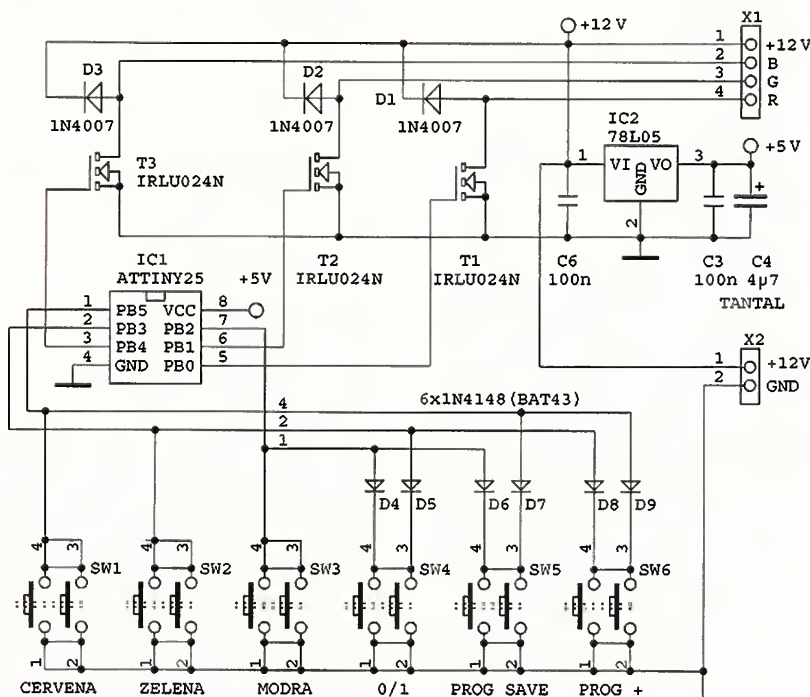 +12V
X1
1 +12V
2 B
3 G
4 R
D3
D2
D1
1N4007
1N4007
1N4007
IC2
78L05
1 VI VO 3
GND
2
+5V
T3
IRLU024N
T2
IRLU024N
T1
IRLU024N
C6
100n
C3
100n
C4
4µ7
TANTAL
+
IC1
ATTINY25
+5V
1 PB5 VCC 8
2 PB3 PB2 7
3 PB4 PB1 6
4 GND PB0 5
X2
1 +12V
2 GND
4
2
1
6x1N4148(BAT43)
D4
D5
D6
D7
D8
D9
4 3 4 3 4 3 4 3 4 3 4 3
SW1
SW2
SW3
SW4
SW5
SW6
1 2 1 2 1 2 1 2 1 2 1 2
CERVENA
ZELENA
MODRA
0/1
PROG SAVE
PROG +